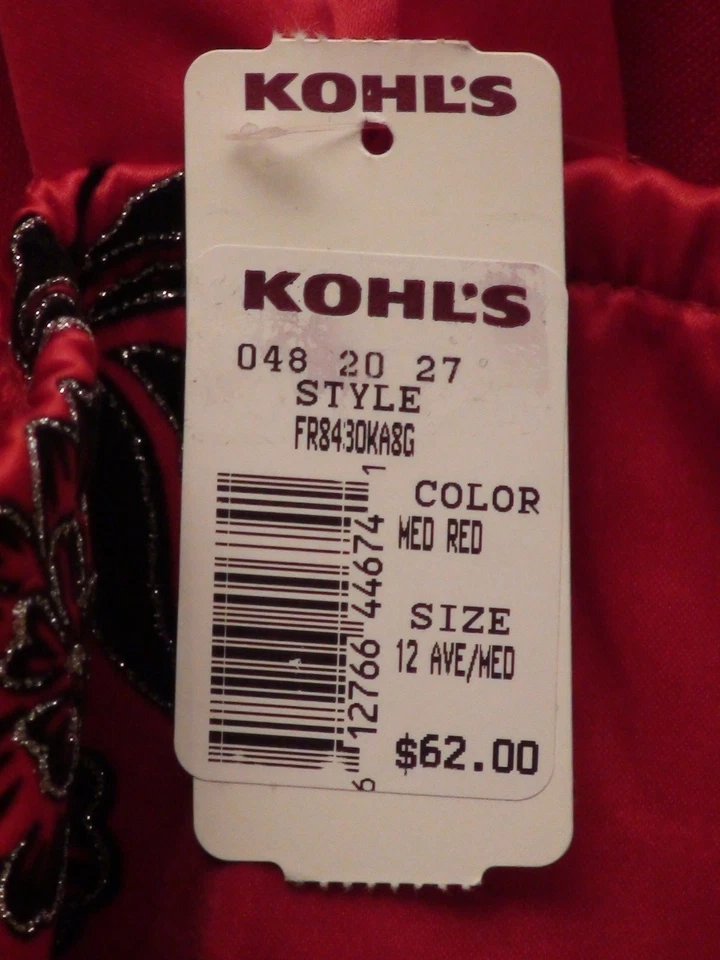 KOHL'S
KOHL'S
048 20 27
STYLE
FR8430KA8G
COLOR
MED RED
SIZE
12 AVE/MED
$62.00
6 12766 44674 1